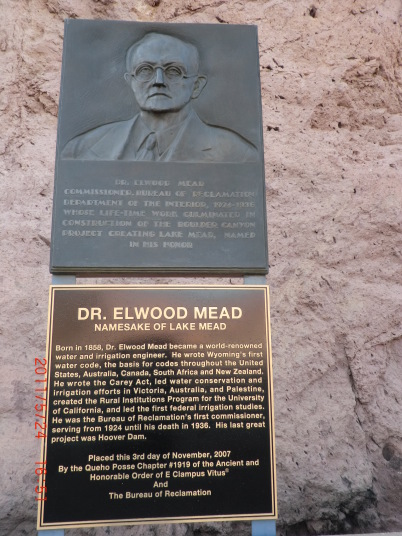 DR. ELWOOD MEAD
COMMISSIONER, BUREAU OF RECLAMATION
DEPARTMENT OF THE INTERIOR, 1924-1936
WHOSE LIFE-TIME WORK CULMINATED IN
CONSTRUCTION OF THE BOULDER CANYON
PROJECT CREATING LAKE MEAD, NAMED
IN HIS HONOR
DR. ELWOOD MEAD
NAMESAKE OF LAKE MEAD
Born in 1858, Dr. Elwood Mead became a world-renowned
water and irrigation engineer. He wrote Wyoming's first
water code, the basis for codes throughout the United
States, Australia, Canada, South Africa and New Zealand.
He wrote the Carey Act, led water conservation and
irrigation efforts in Victoria, Australia, and Palestine,
created the Rural Institutions Program for the University
of California, and led the first federal irrigation studies.
He was the Bureau of Reclamation's first commissioner,
serving from 1924 until his death in 1936. His last great
project was Hoover Dam.
Placed this 3rd day of November, 2007
By the Queho Posse Chapter #1919 of the Ancient and
Honorable Order of E Clampus Vitus®
And
The Bureau of Reclamation